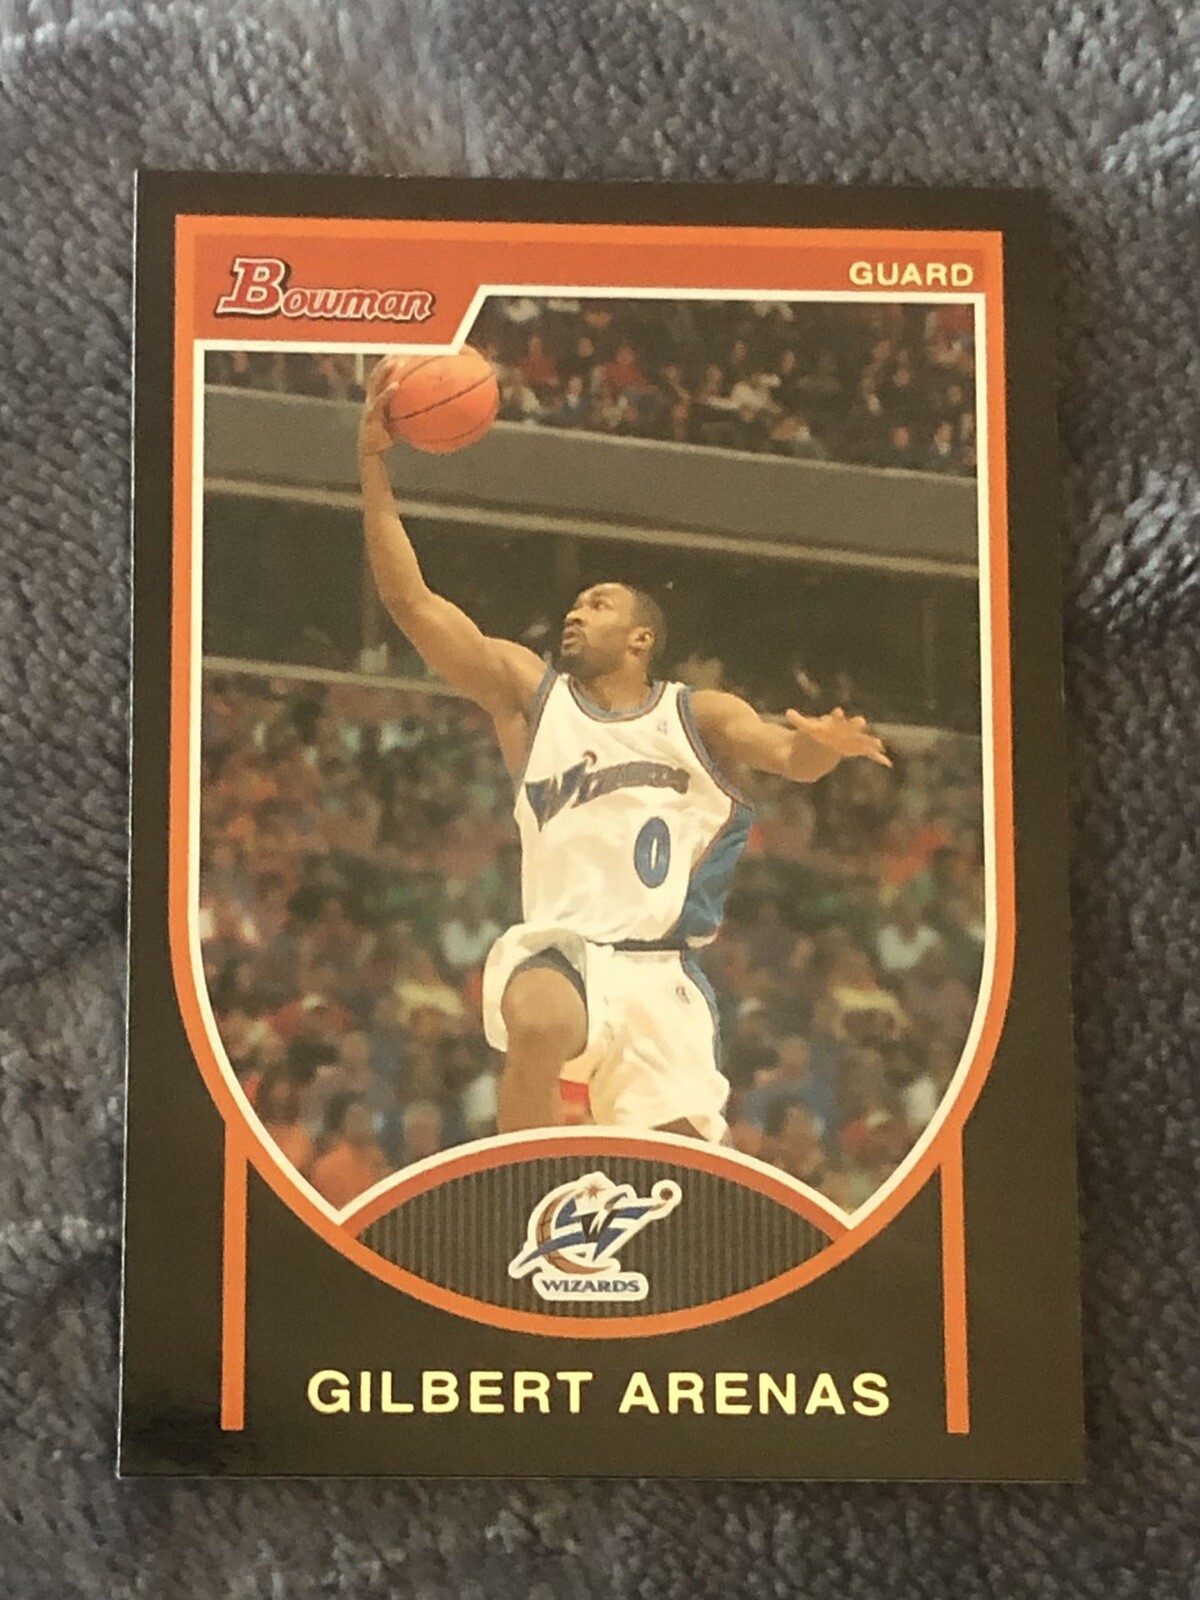 Bowman
GUARD
WIZARDS
0
WIZARDS
GILBERT ARENAS